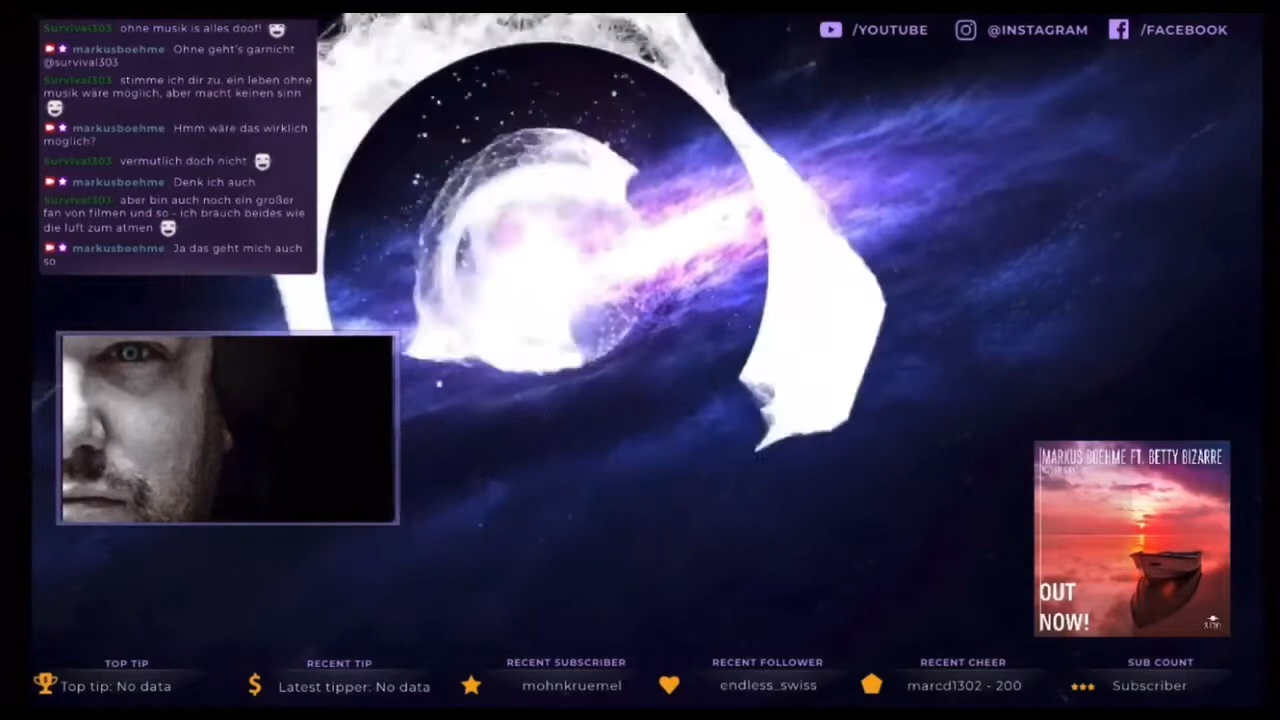 Survival303 ohne musik is alles doof!
markusboehme Ohne geht's garnicht
@survival303
Survival303 stimme ich dir zu, ein leben ohne
musik wäre möglich, aber macht keinen sinn
markusboehme Hmm wäre das wirklich
möglich?
Survival303 vermutlich doch nicht
markusboehme Denk ich auch
Survival303 aber bin auch noch ein großer
fan von filmen und so - ich brauch beides wie
die luft zum atmen
markusboehme Ja das geht mich auch
so
/YOUTUBE
@INSTAGRAM
/FACEBOOK
MARKUS BOEHME FT. BETTY BIZARRE
OUT
NOW!
TOP TIP
Top tip: No data
RECENT TIP
Latest tipper: No data
RECENT SUBSCRIBER
mohnkruemel
RECENT FOLLOWER
endless_swiss
RECENT CHEER
marcd1302 - 200
SUB COUNT
Subscriber